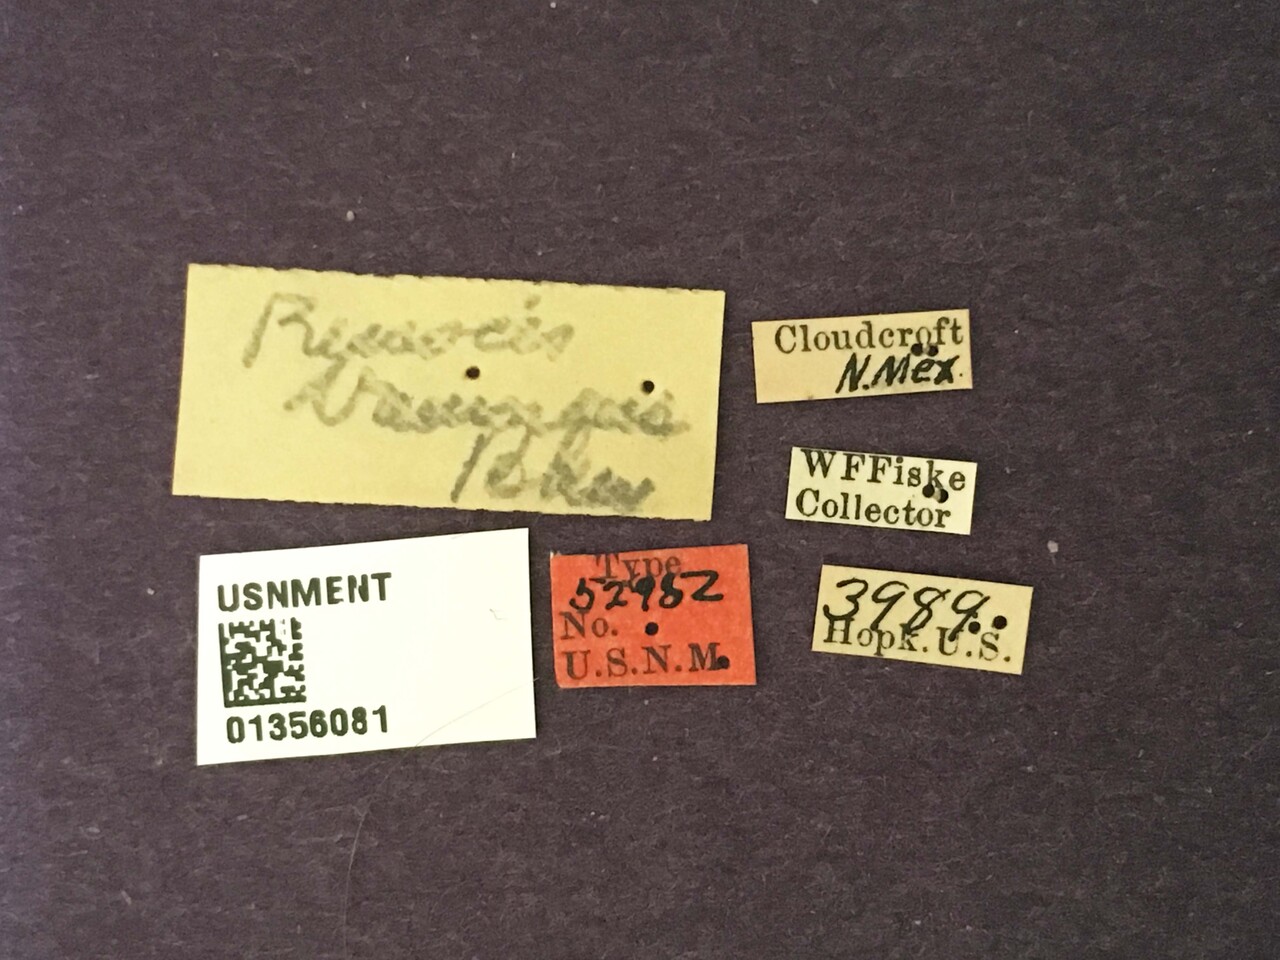 Cloudcroft
N.Mex.
WFFiske
Collector
USNMENT
01356081
Type
52982
No.
U.S.N.M.
3989.
Hopk.U.S.